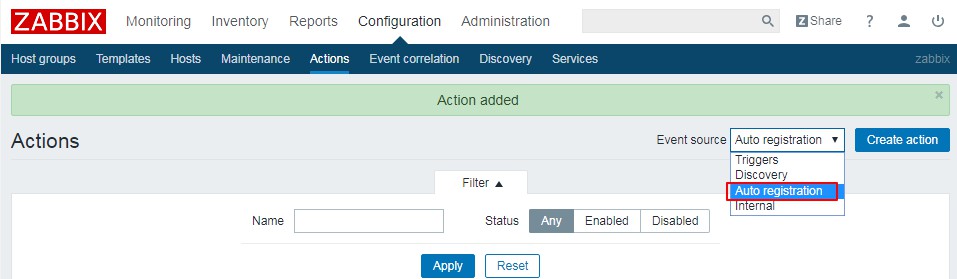 ZABBIX Monitoring Inventory Reports Configuration Administration Z Share ?
Host groups Templates Hosts Maintenance Actions Event correlation Discovery Services zabbix
Action added ×
Actions Event source Auto registration ▼ Create action
Triggers
Discovery
Auto registration
Internal
Filter ▲
Name Status Any Enabled Disabled
Apply Reset